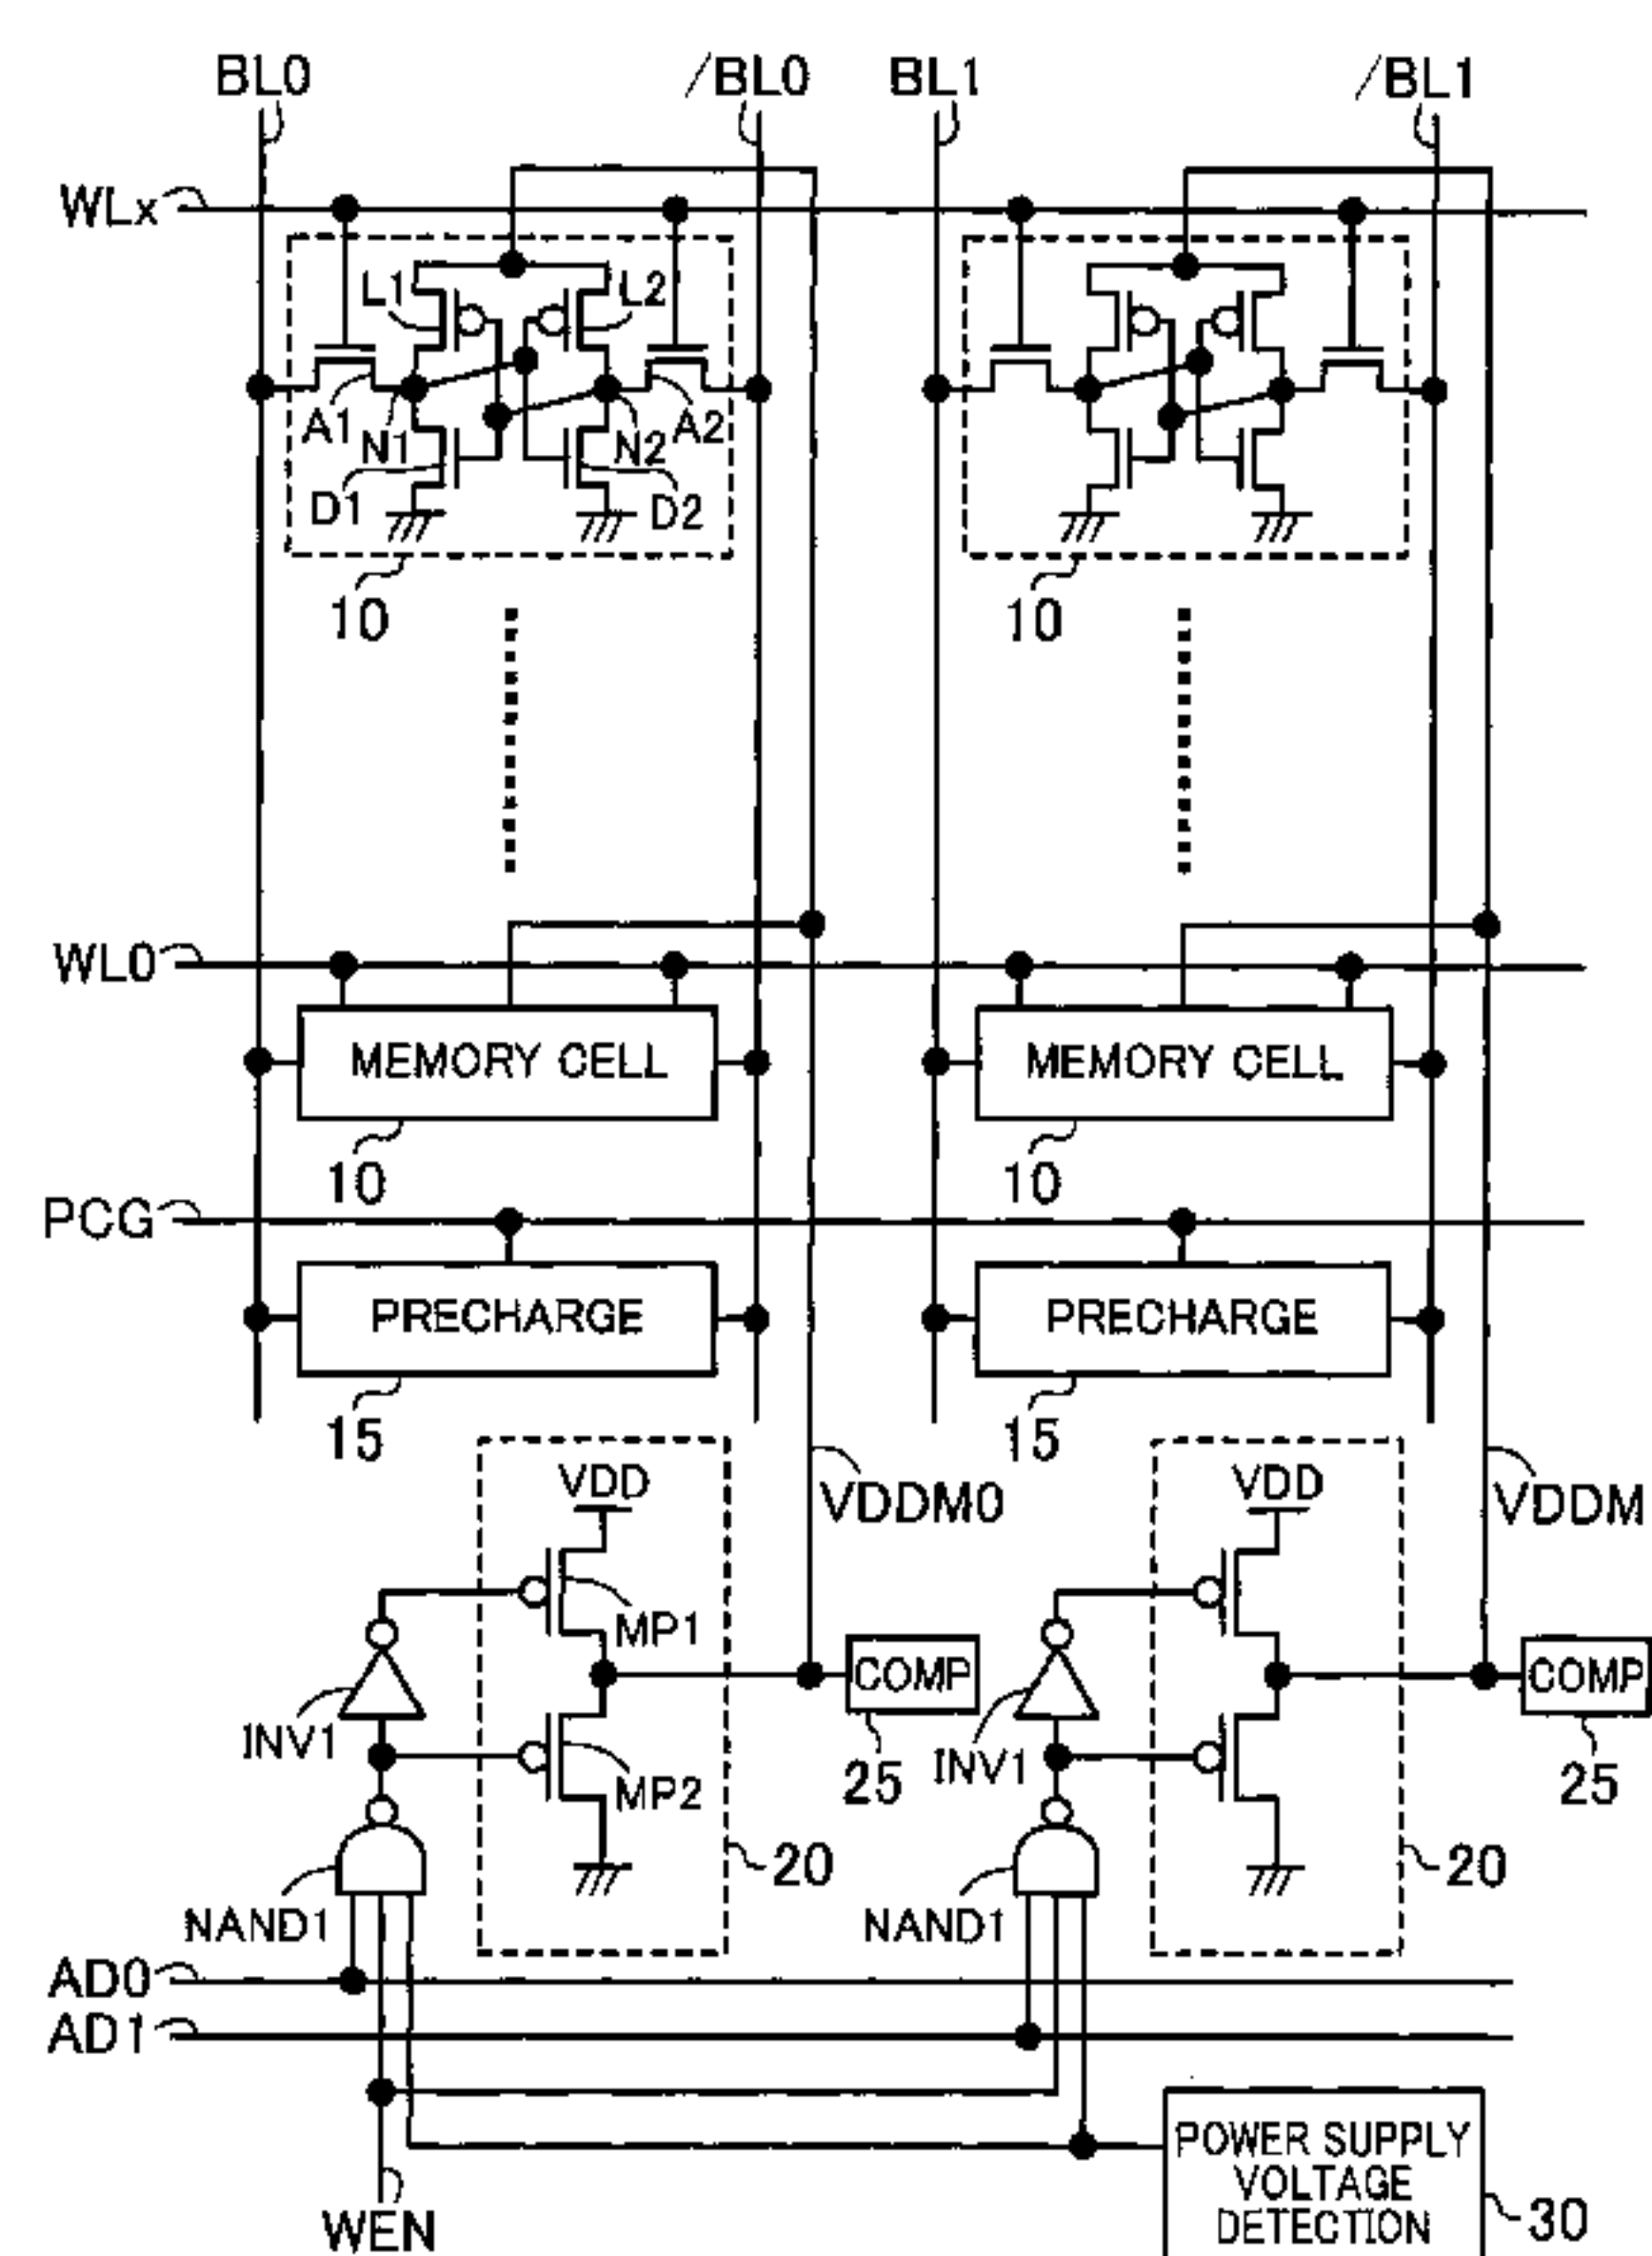 BL0 /BL0 BL1 /BL1
WLx
L1 L2
A1 N1 N2 A2
D1 D2
10 10
WL0
MEMORY CELL MEMORY CELL
10 10
PCG
PRECHARGE PRECHARGE
15 15
VDD VDD
VDDM0 VDDM
MP1
COMP COMP
INV1 INV1
25 25
MP2
20 20
NAND1 NAND1
AD0
AD1
POWER SUPPLY
VOLTAGE
DETECTION
30
WEN